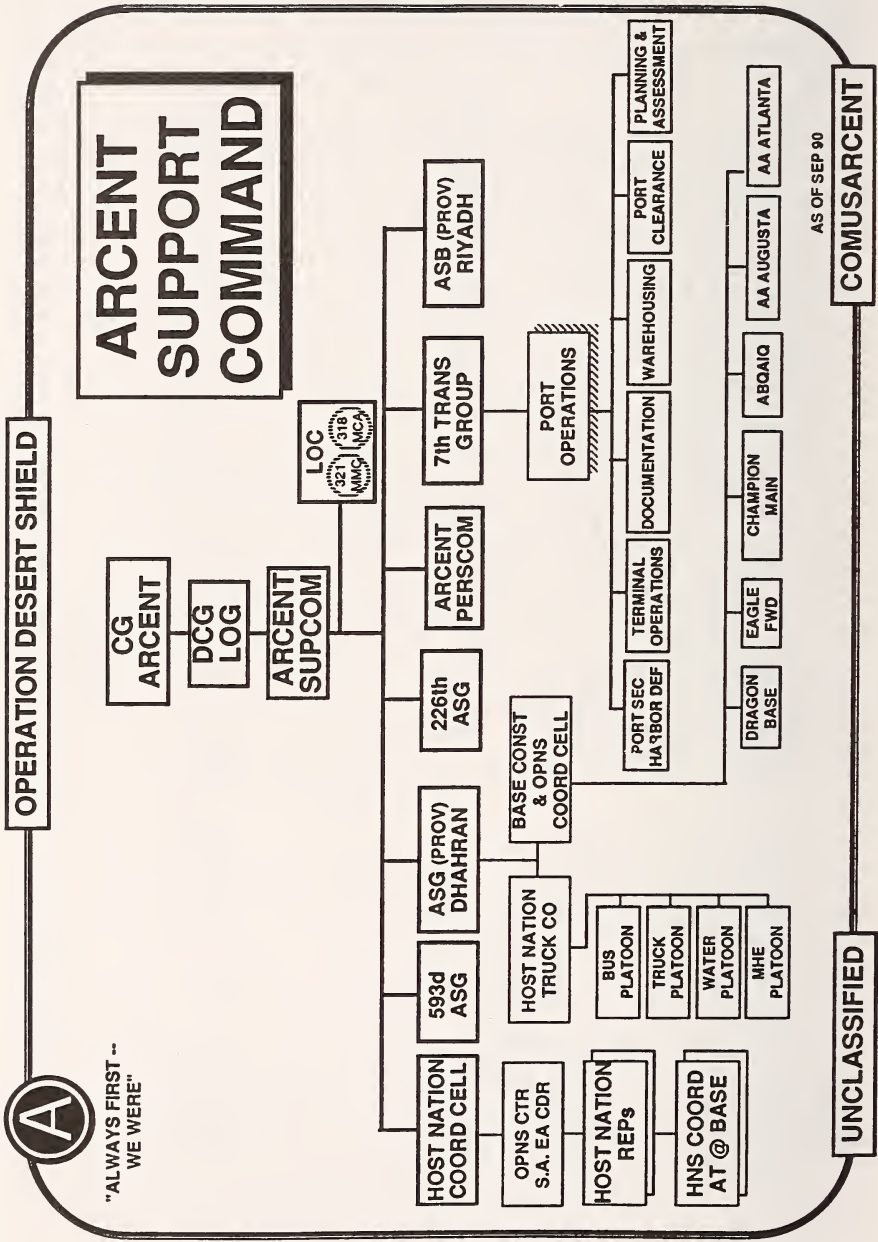 OPERATION DESERT SHIELD
A
"ALWAYS FIRST --
WE WERE"
ARCENT
SUPPORT
COMMAND
CG
ARCENT
DCG
LOG
ARCENT
SUPCOM
LOC
321
MMC
318
MCA
HOST NATION
COORD CELL
593d
ASG
ASG (PROV)
DHAHRAN
226th
ASG
ARCENT
PERSCOM
7th TRANS
GROUP
ASB (PROV)
RIYADH
OPNS CTR
S.A. EA CDR
HOST NATION
REPs
HNS COORD
AT @ BASE
HOST NATION
TRUCK CO
BASE CONST
& OPNS
COORD CELL
PORT
OPERATIONS
BUS
PLATOON
TRUCK
PLATOON
WATER
PLATOON
MHE
PLATOON
PORT SEC
HARBOR DEF
TERMINAL
OPERATIONS
DOCUMENTATION
WAREHOUSING
PORT
CLEARANCE
PLANNING &
ASSESSMENT
DRAGON
BASE
EAGLE
FWD
CHAMPION
MAIN
ABQAIQ
AA AUGUSTA
AA ATLANTA
AS OF SEP 90
UNCLASSIFIED
COMUSARCENT